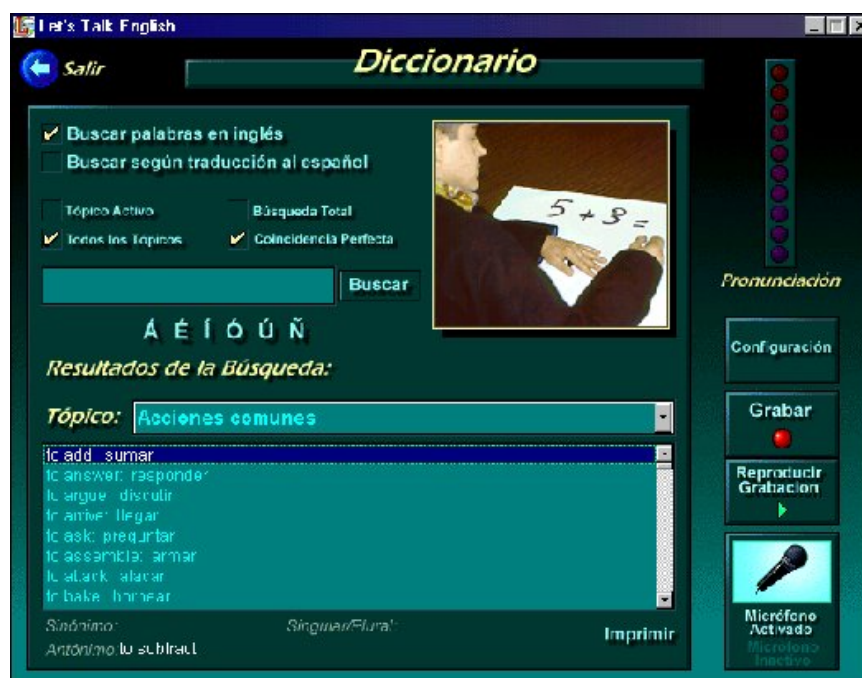 Let's Talk English
Salir
Diccionario
Buscar palabras en inglés
Buscar según traducción al español
Tópico Activo
Búsqueda Total
Todos los Tópicos
Coincidencia Perfecta
5 + 3 =
Buscar
Á É Í Ó Ú Ñ
Resultados de la Búsqueda:
Tópico: Acciones comunes
to add: sumar
to answer: responder
to argue: discutir
to arrive: llegar
to ask: preguntar
to assemble: armar
to attack: atacar
to bake: hornear
Sinónimo:
Singular/Plural:
Antónimo: to subtract
Imprimir
Pronunciación
Configuración
Grabar
Reproducir
Grabacion
Micrófono
Activado
Micrófono
Inactivo